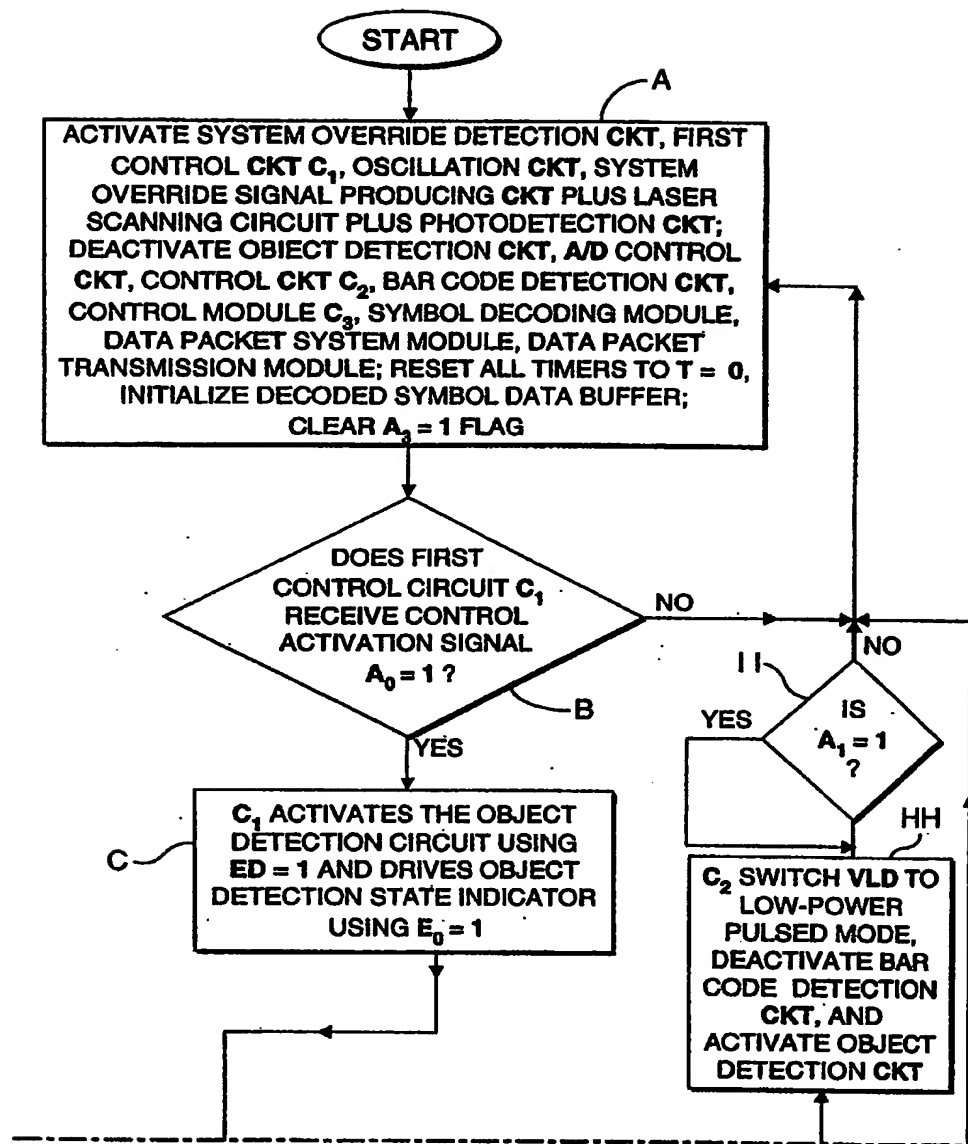 START
A
ACTIVATE SYSTEM OVERRIDE DETECTION CKT, FIRST
CONTROL CKT C₁, OSCILLATION CKT, SYSTEM
OVERRIDE SIGNAL PRODUCING CKT PLUS LASER
SCANNING CIRCUIT PLUS PHOTODETECTION CKT;
DEACTIVATE OBJECT DETECTION CKT, A/D CONTROL
CKT, CONTROL CKT C₂, BAR CODE DETECTION CKT,
CONTROL MODULE C₃, SYMBOL DECODING MODULE,
DATA PACKET SYSTEM MODULE, DATA PACKET
TRANSMISSION MODULE; RESET ALL TIMERS TO T = 0,
INITIALIZE DECODED SYMBOL DATA BUFFER;
CLEAR A₃ = 1 FLAG
DOES FIRST
CONTROL CIRCUIT C₁
RECEIVE CONTROL
ACTIVATION SIGNAL
A₀ = 1 ?
NO
B
YES
NO
I I
YES
IS
A₁ = 1
?
HH
C
C₁ ACTIVATES THE OBJECT
DETECTION CIRCUIT USING
ED = 1 AND DRIVES OBJECT
DETECTION STATE INDICATOR
USING E₀ = 1
C₂ SWITCH VLD TO
LOW-POWER
PULSED MODE,
DEACTIVATE BAR
CODE DETECTION
CKT, AND
ACTIVATE OBJECT
DETECTION CKT